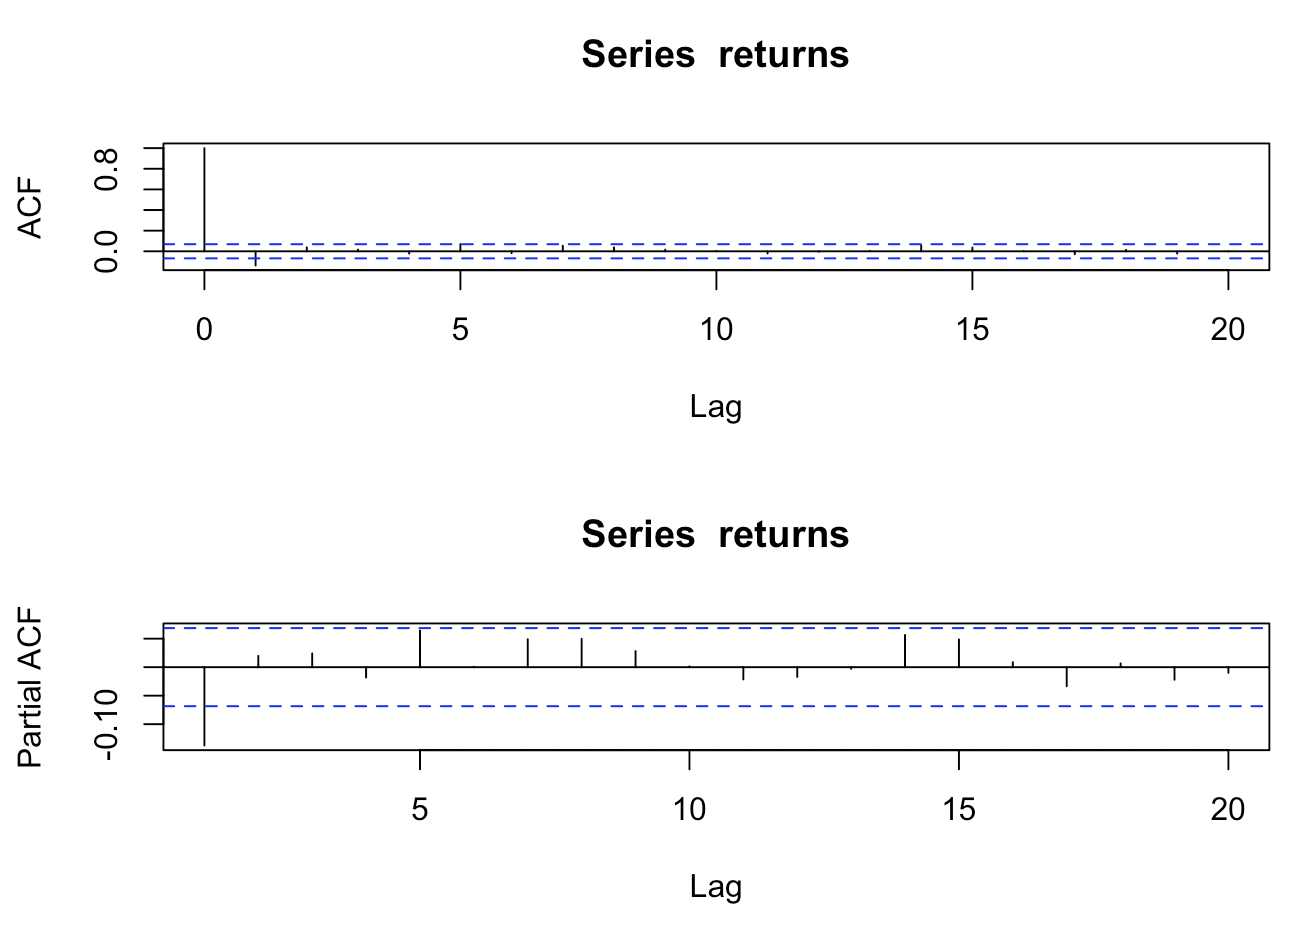 Series  returns
ACF
0.8
0.0
0 5 10 15 20
Lag
Series  returns
Partial ACF
-0.10
5 10 15 20
Lag